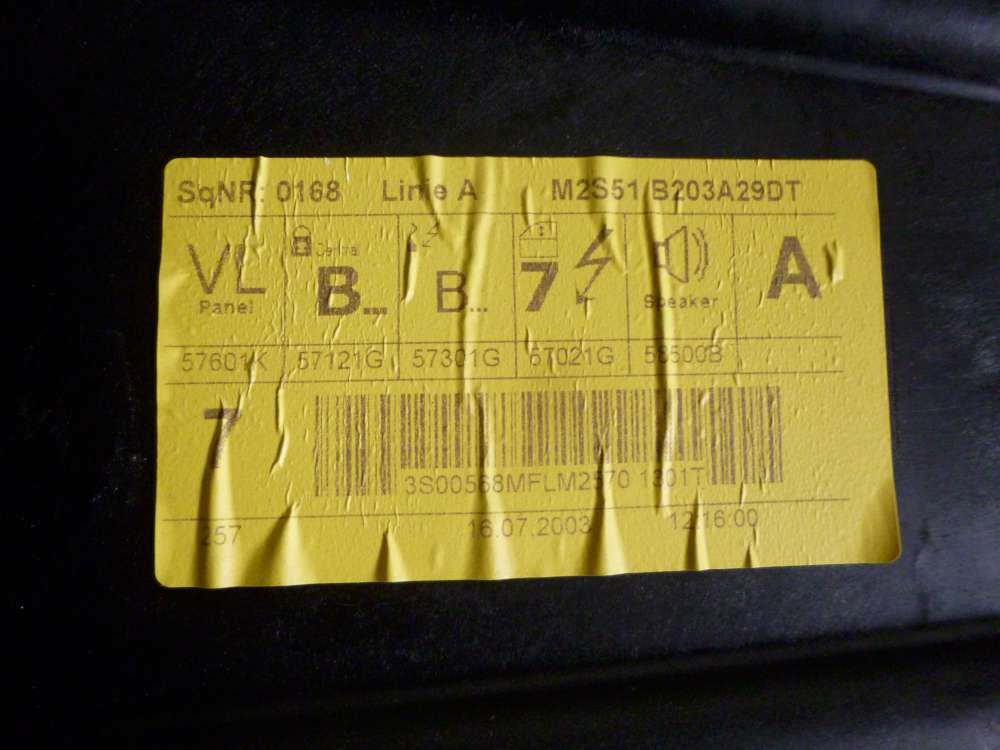 SqNR: 0168 Linie A M2S51 B203A29DT
VL Panel
Central B...
B...
7
Speaker
A
57601K 57121G 57301G 57021G 58500B
7
3S00568MFLM2570 1301T
257 16.07.2003 12:16:00